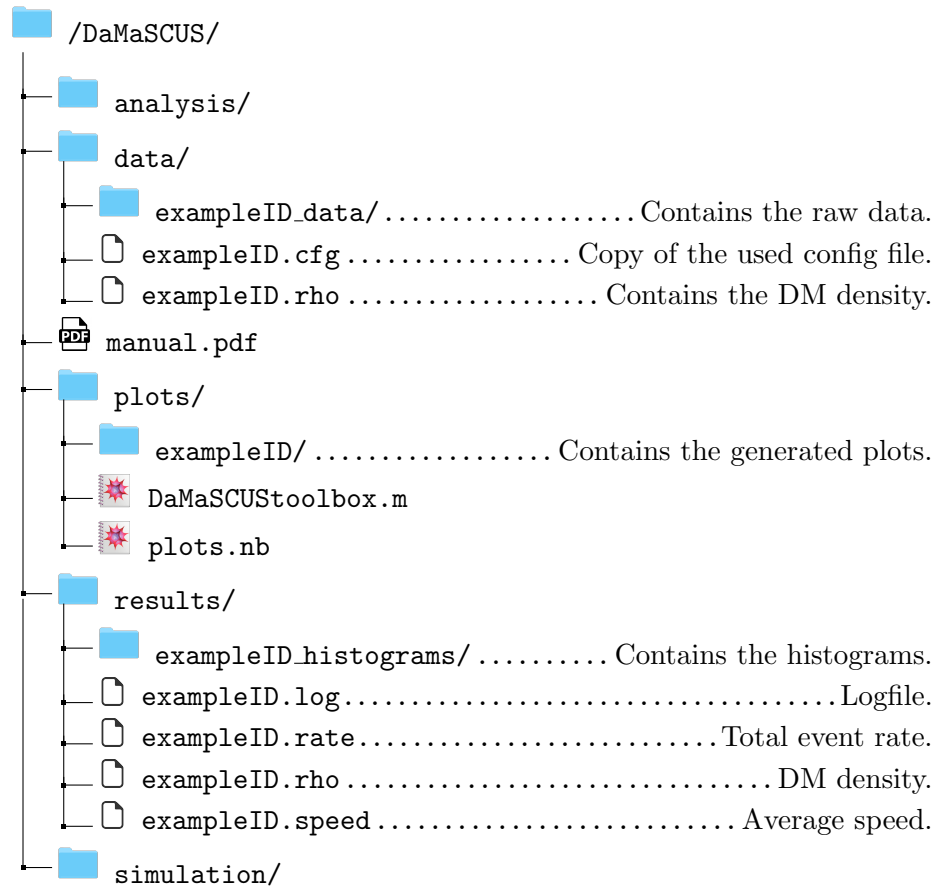 /DaMaSCUS/
analysis/
data/
exampleID_data/...................Contains the raw data.
exampleID.cfg.................Copy of the used config file.
exampleID.rho...................Contains the DM density.
PDF manual.pdf
plots/
exampleID/..................Contains the generated plots.
DaMaSCUStoolbox.m
plots.nb
results/
exampleID_histograms/..........Contains the histograms.
exampleID.log.....................................Logfile.
exampleID.rate...........................Total event rate.
exampleID.rho................................DM density.
exampleID.speed...........................Average speed.
simulation/